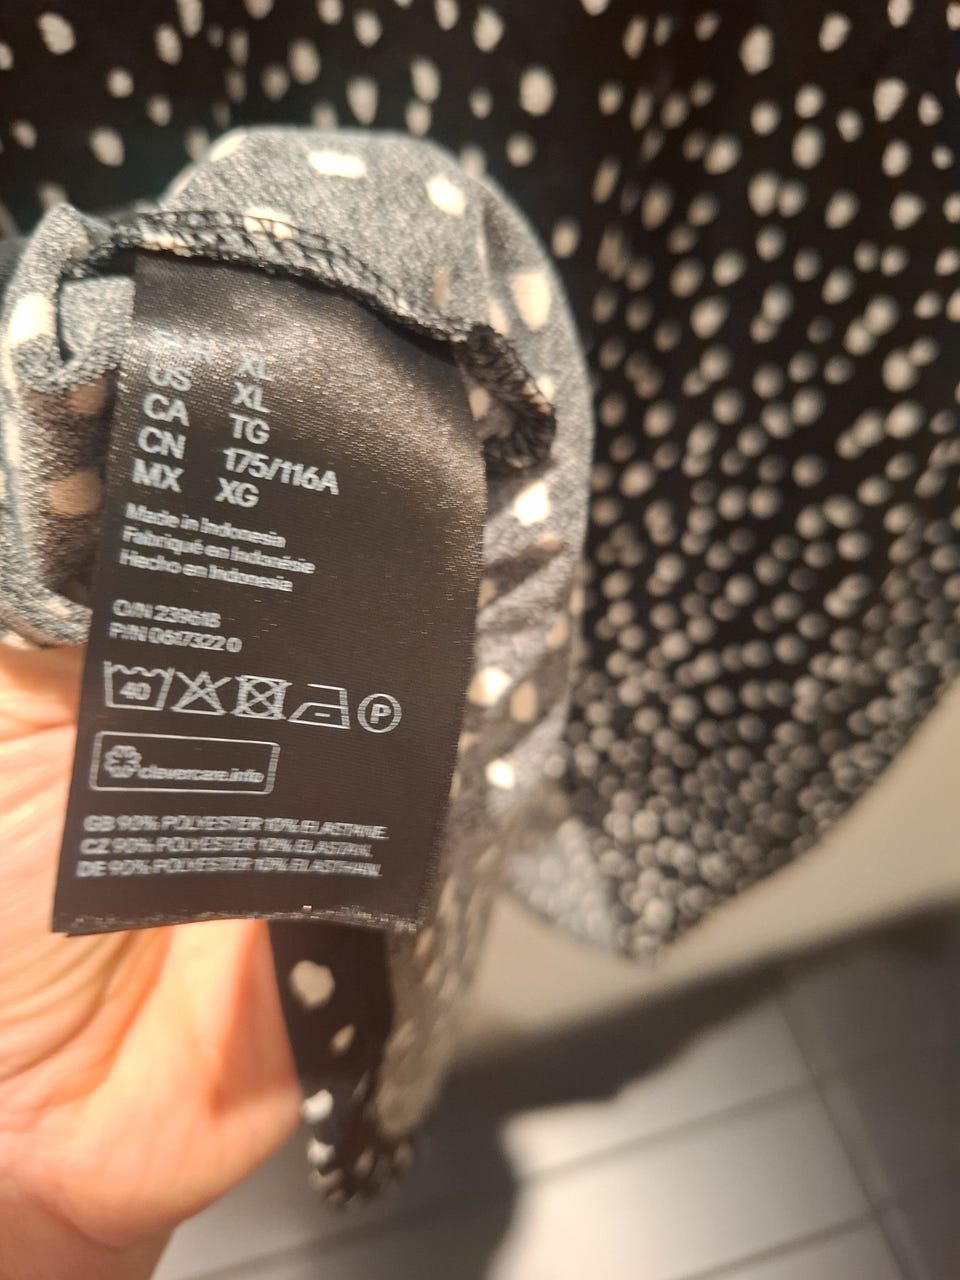 XL
US XL
CA TG
CN 175/116A
MX XG
Made in Indonesia
Fabriqué en Indonésie
Hecho en Indonesia
O/N 239618
P/N 0617322 0
40
P
clevercare.info
GB 90% POLYESTER 10% ELASTANE.
CZ 90% POLYESTER 10% ELASTAN.
DE 90% POLYESTER 10% ELASTHAN.